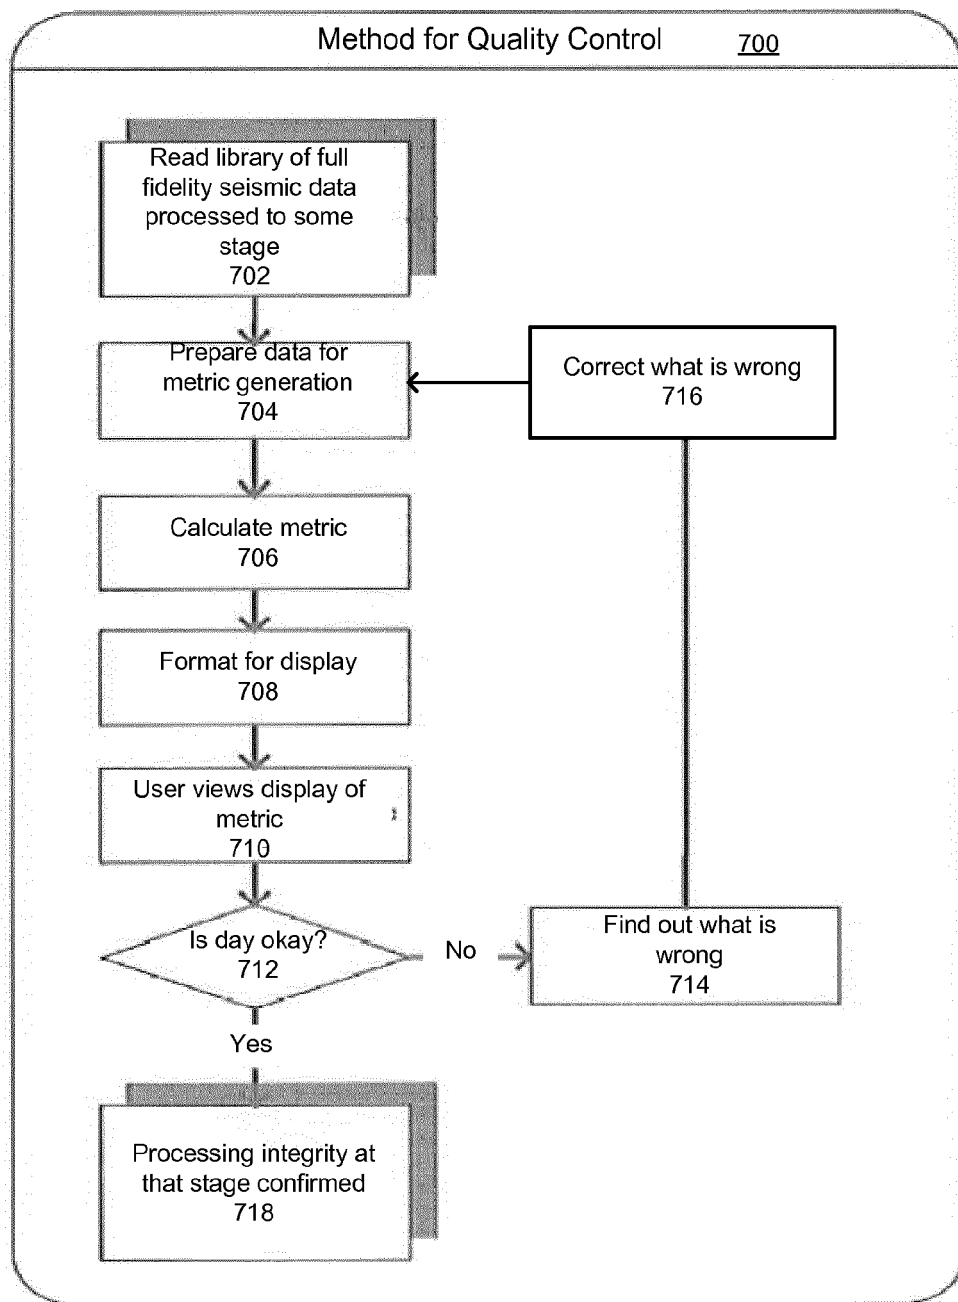 Method for Quality Control 700
Read library of full
fidelity seismic data
processed to some
stage
702
Prepare data for
metric generation
704
Correct what is wrong
716
Calculate metric
706
Format for display
708
User views display of
metric
710
Is day okay?
712
No
Find out what is
wrong
714
Yes
Processing integrity at
that stage confirmed
718